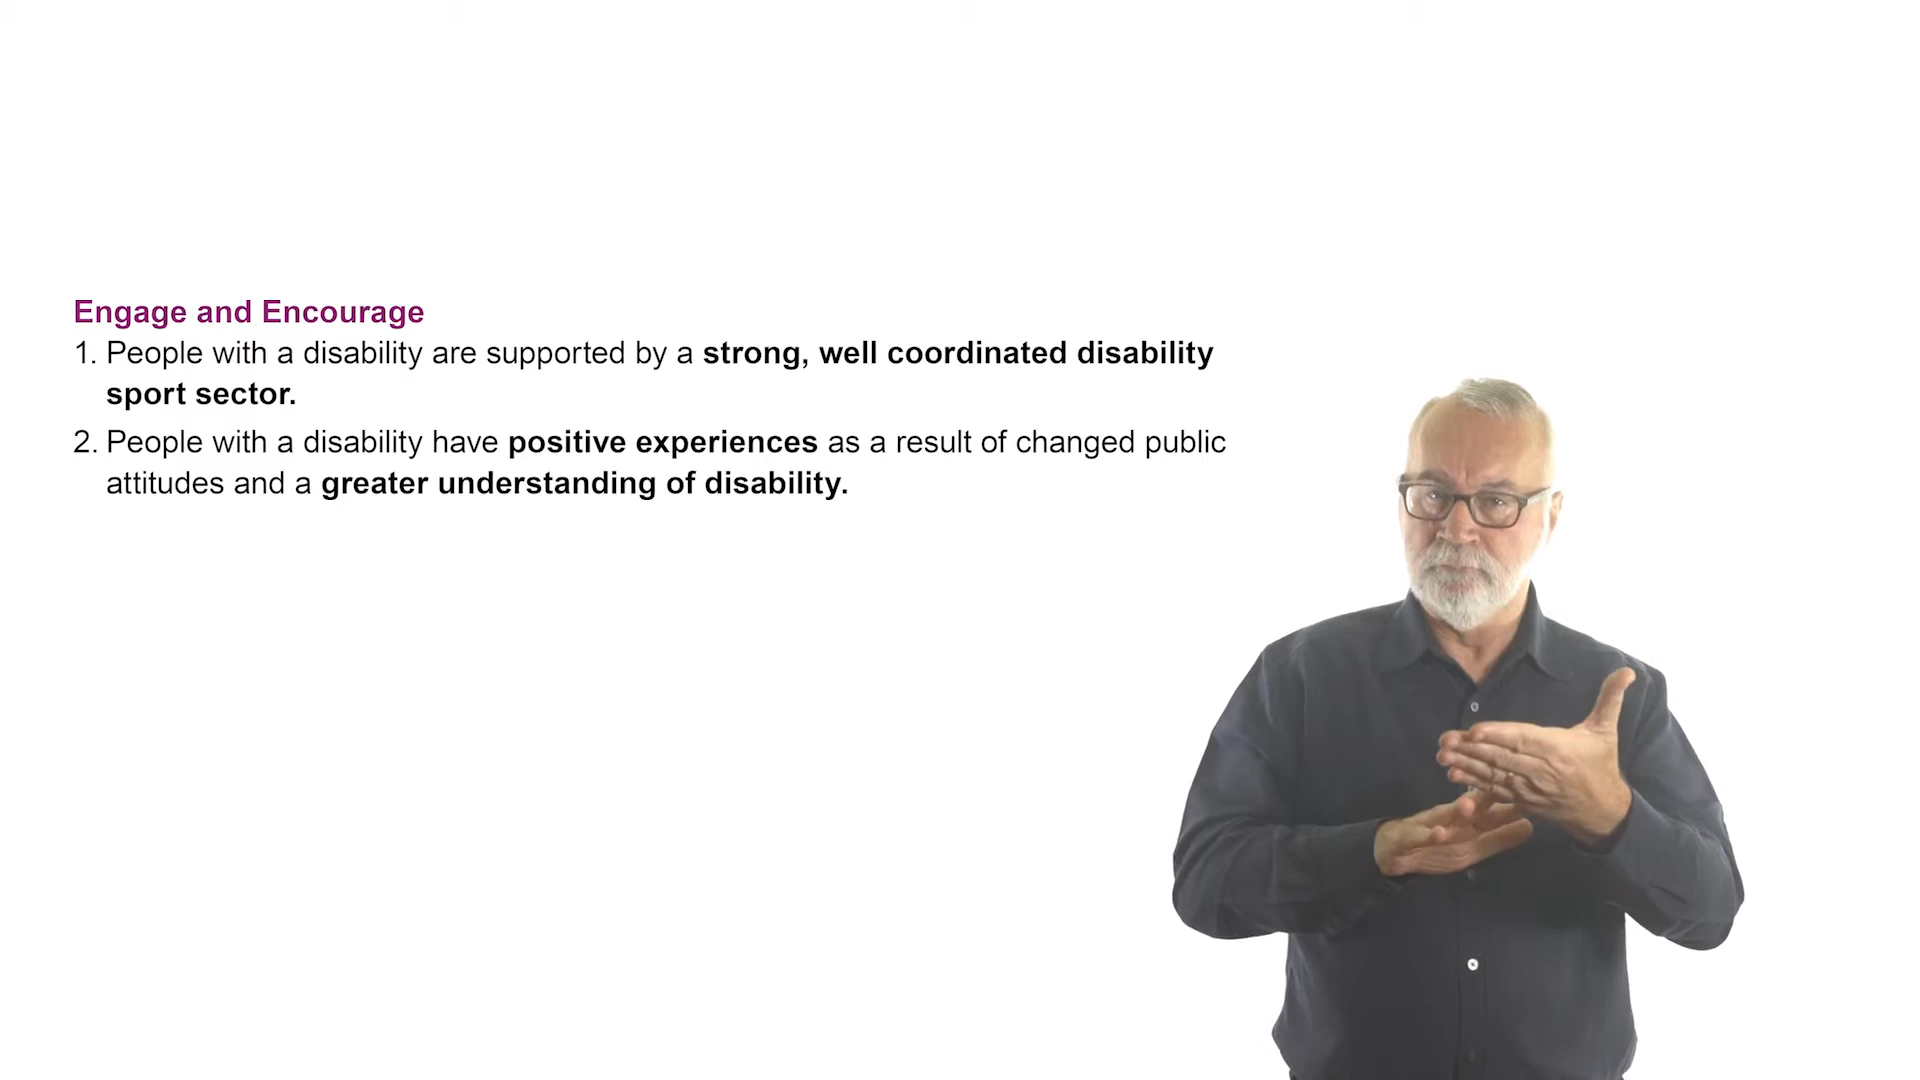 Engage and Encourage
1. People with a disability are supported by a strong, well coordinated disability
sport sector.
2. People with a disability have positive experiences as a result of changed public
attitudes and a greater understanding of disability.